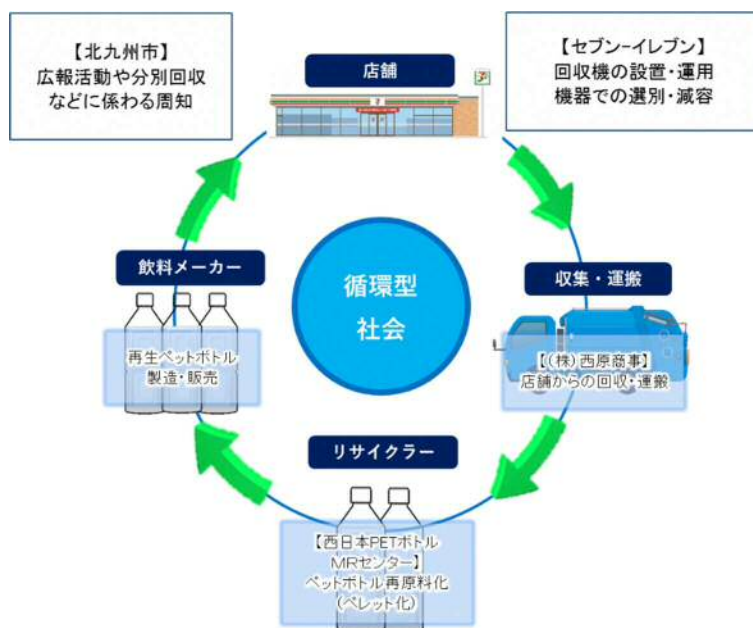 【北九州市】
広報活動や分別回収
などに係わる周知
店舗
7
【セブン-イレブン】
回収機の設置・運用
機器での選別・減容
飲料メーカー
再生ペットボトル
製造・販売
循環型
社会
収集・運搬
【(株)西原商事】
店舗からの回収・運搬
リサイクラー
【西日本PETボトル
MRセンター】
ペットボトル再原料化
(ペレット化)